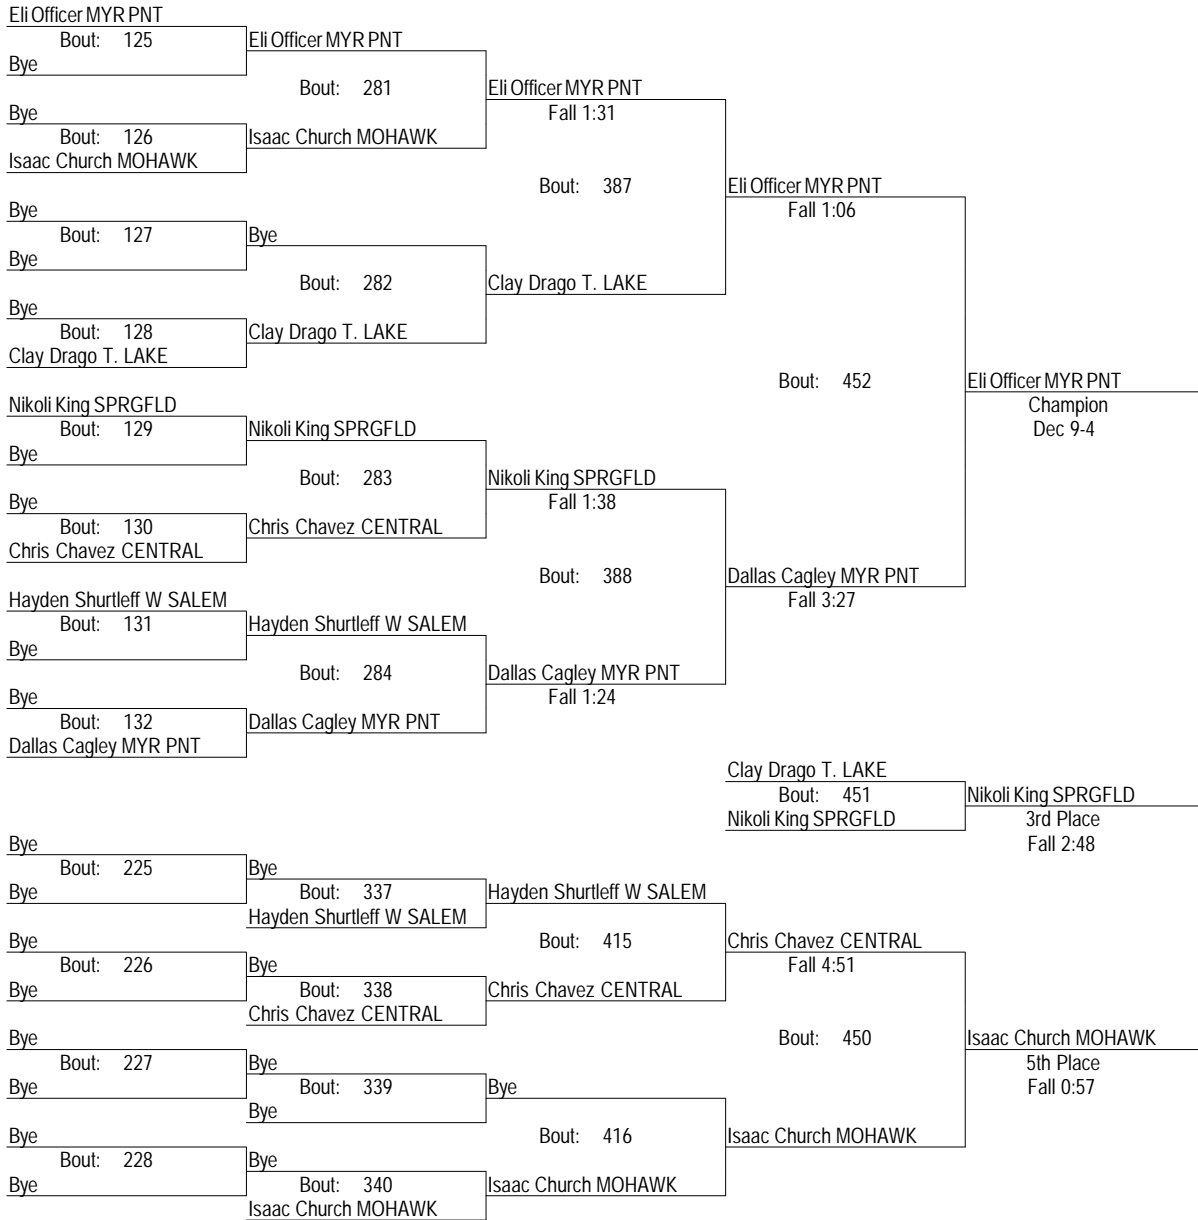 Eli Officer MYR PNT
Bout: 125 Eli Officer MYR PNT
Bye
Bout: 281 Eli Officer MYR PNT
Bye Fall 1:31
Bout: 126 Isaac Church MOHAWK
Isaac Church MOHAWK
Bout: 387 Eli Officer MYR PNT
Bye Fall 1:06
Bout: 127 Bye
Bye
Bout: 282 Clay Drago T. LAKE
Bye
Bout: 128 Clay Drago T. LAKE
Clay Drago T. LAKE
Bout: 452 Eli Officer MYR PNT
Nikoli King SPRGFLD Champion
Bout: 129 Nikoli King SPRGFLD Dec 9-4
Bye
Bout: 283 Nikoli King SPRGFLD
Bye Fall 1:38
Bout: 130 Chris Chavez CENTRAL
Chris Chavez CENTRAL
Bout: 388 Dallas Cagley MYR PNT
Hayden Shurtleff W SALEM Fall 3:27
Bout: 131 Hayden Shurtleff W SALEM
Bye
Bout: 284 Dallas Cagley MYR PNT
Bye Fall 1:24
Bout: 132 Dallas Cagley MYR PNT
Dallas Cagley MYR PNT
Clay Drago T. LAKE
Bout: 451 Nikoli King SPRGFLD
Nikoli King SPRGFLD 3rd Place
Bye Fall 2:48
Bout: 225 Bye
Bye Bout: 337 Hayden Shurtleff W SALEM
Hayden Shurtleff W SALEM
Bye Bout: 415 Chris Chavez CENTRAL
Bout: 226 Bye Fall 4:51
Bye Bout: 338 Chris Chavez CENTRAL
Chris Chavez CENTRAL
Bye Bout: 450 Isaac Church MOHAWK
Bout: 227 Bye 5th Place
Bye Bout: 339 Bye Fall 0:57
Bye
Bye Bout: 416 Isaac Church MOHAWK
Bout: 228 Bye
Bye Bout: 340 Isaac Church MOHAWK
Isaac Church MOHAWK